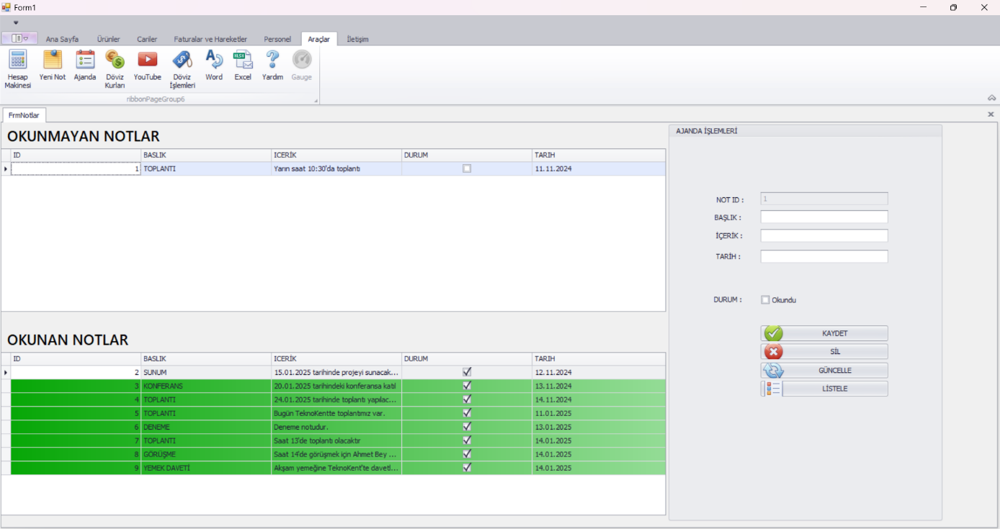 Form1
Ana Sayfa Ürünler Cariler Faturalar ve Hareketler Personel Araçlar İletişim
Hesap Makinesi Yeni Not Ajanda Döviz Kurları YouTube Döviz İşlemleri Word Excel Yardım Gauge
ribbonPageGroup6
FrmNotlar
OKUNMAYAN NOTLAR
ID BASLIK ICERİK DURUM TARIH
1 TOPLANTI Yarın saat 10:30'da toplantı 11.11.2024
OKUNAN NOTLAR
ID BASLIK ICERİK DURUM TARIH
2 SUNUM 15.01.2025 tarihinde projeyi sunacak... 12.11.2024
3 KONFERANS 20.01.2025 tarihindeki konferansa katıl 13.11.2024
4 TOPLANTI 24.01.2025 tarihinde toplantı yapılac... 14.11.2024
5 TOPLANTI Bugün TeknoKentte toplantımız var. 11.01.2025
6 DENEME Deneme notudur. 13.01.2025
7 TOPLANTI Saat 13'de toplantı olacaktır 14.01.2025
8 GÖRÜŞME Saat 14'de görüşmek için Ahmet Bey ... 14.01.2025
9 YEMEK DAVETİ Akşam yemeğine TeknoKent'te davetl... 14.01.2025
AJANDA İŞLEMLERİ
NOT ID : 1
BAŞLIK :
İÇERİK :
TARİH :
DURUM : Okundu
KAYDET
SİL
GÜNCELLE
LİSTELE